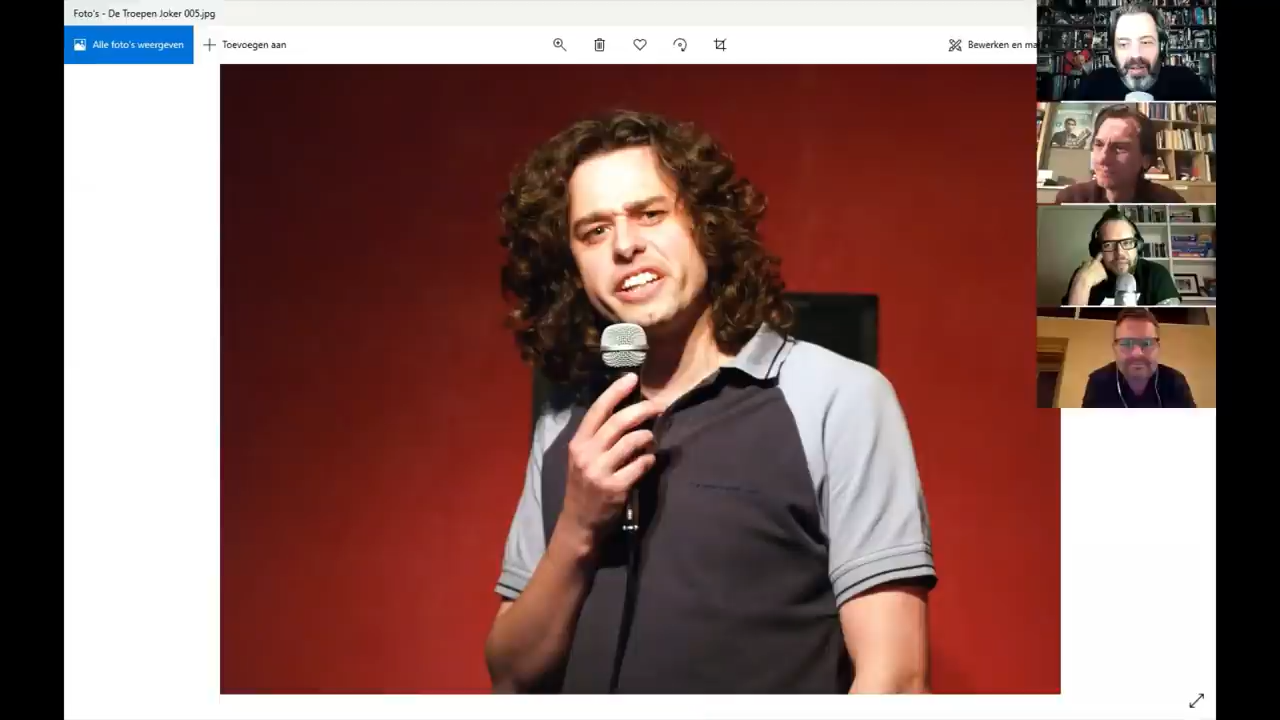 Foto's - De Troepen Joker 005.jpg
Alle foto's weergeven
Toevoegen aan
Bewerken en ma